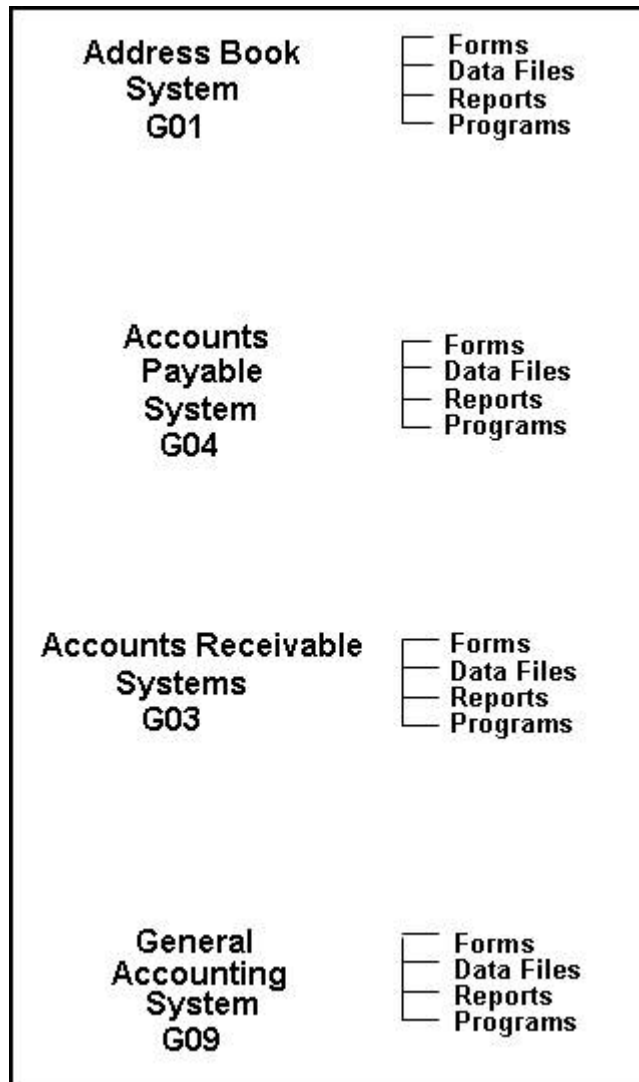 Address Book
System
G01
Forms
Data Files
Reports
Programs
Accounts
Payable
System
G04
Forms
Data Files
Reports
Programs
Accounts Receivable
Systems
G03
Forms
Data Files
Reports
Programs
General
Accounting
System
G09
Forms
Data Files
Reports
Programs